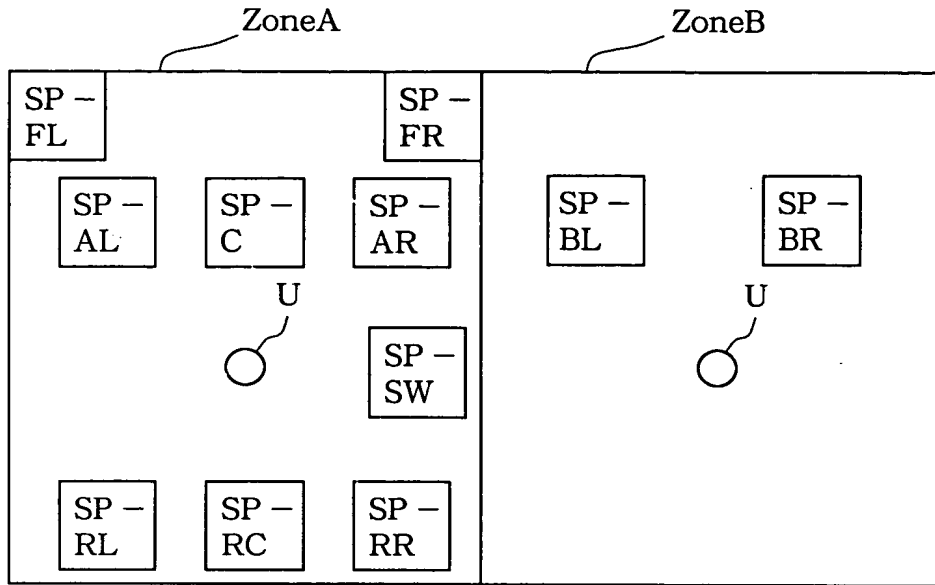 ZoneA
ZoneB
SP –
FL
SP –
FR
SP –
AL
SP –
C
SP –
AR
SP –
BL
SP –
BR
U
U
SP –
SW
SP –
RL
SP –
RC
SP –
RR